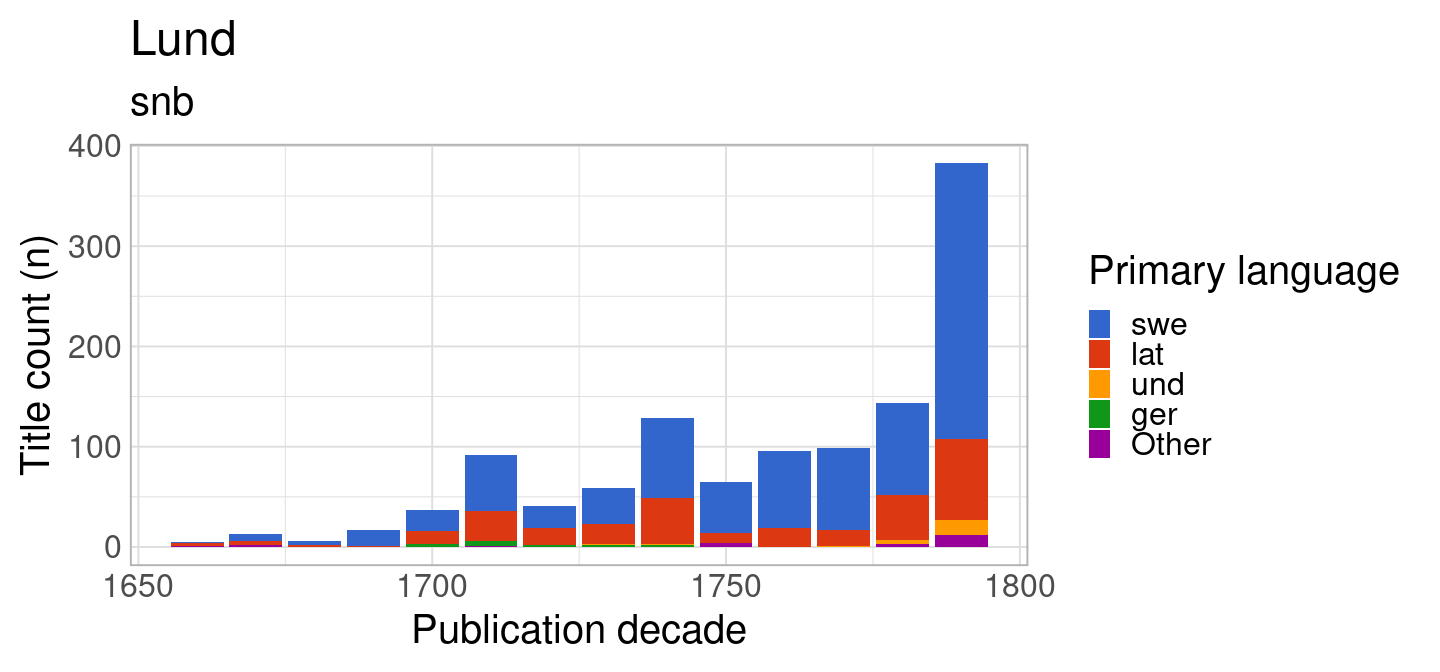 Lund
snb
400
300
200
100
0
Title count (n)
1650 1700 1750 1800
Publication decade
Primary language
swe
lat
und
ger
Other